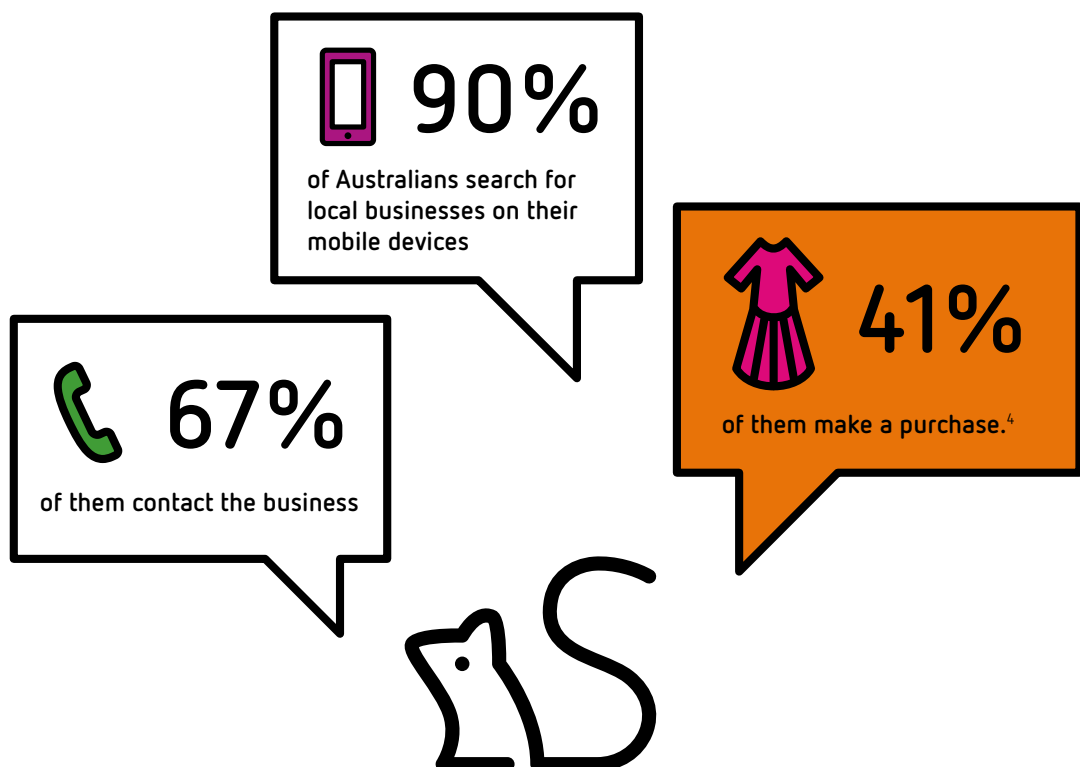 90%
of Australians search for
local businesses on their
mobile devices
67%
of them contact the business
41%
of them make a purchase.⁴